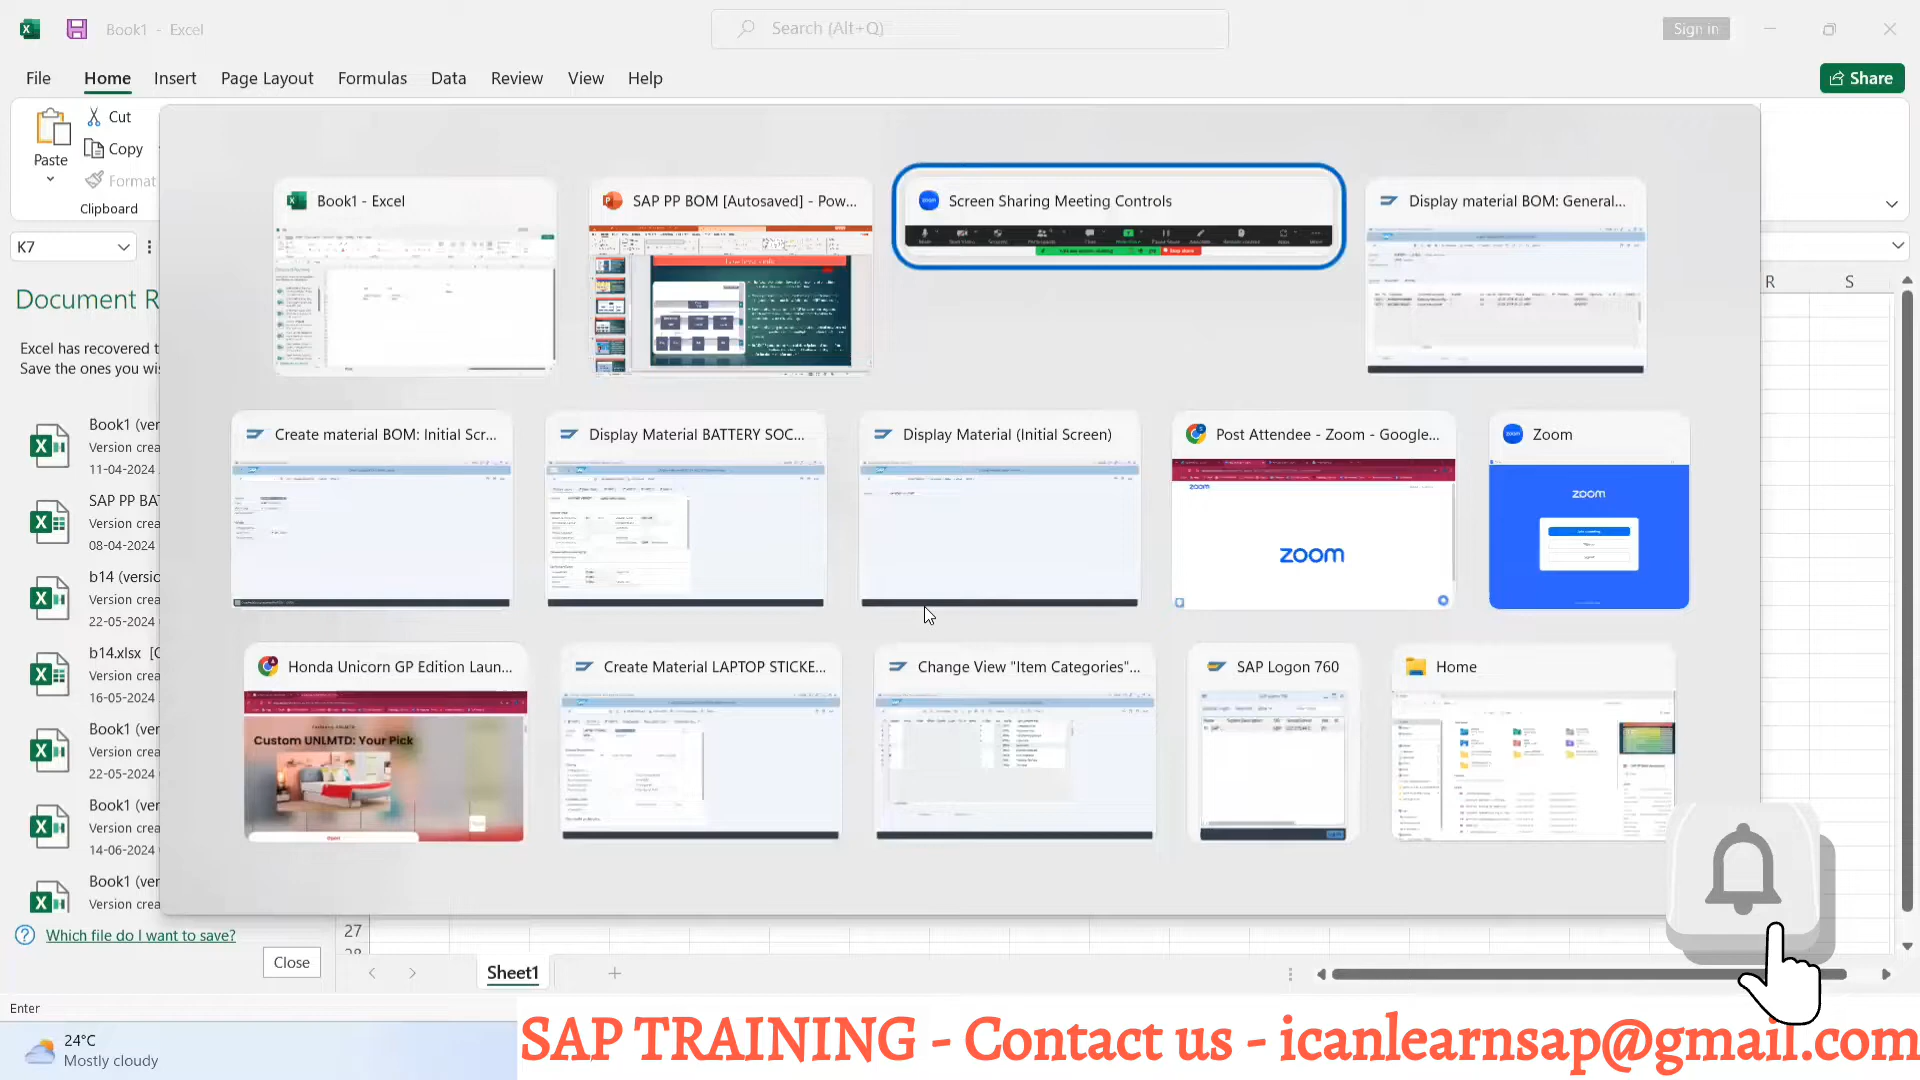 Book1 - Excel
Search (Alt+Q)
Sign in
File Home Insert Page Layout Formulas Data Review View Help
Share
Paste
Cut
Copy
Format
Clipboard
K7
Document R
Excel has recovered t
Save the ones you wis
Book1 (ver
Version crea
11-04-2024
SAP PP BA
Version crea
08-04-2024
b14 (versio
Version crea
22-05-2024
b14.xlsx [C
Version crea
16-05-2024
Book1 (ver
Version crea
22-05-2024
Book1 (ver
Version crea
14-06-2024
Book1 (ver
Version crea
Which file do I want to save?
Close
Book1 - Excel
SAP PP BOM [Autosaved] - Pow...
Screen Sharing Meeting Controls
Display material BOM: General...
Create material BOM: Initial Scr...
Display Material BATTERY SOC...
Display Material (Initial Screen)
Post Attendee - Zoom - Google...
zoom
Zoom
zoom
Honda Unicorn GP Edition Laun...
Custom UNLMTD: Your Pick
Create Material LAPTOP STICKE...
Change View "Item Categories"...
SAP Logon 760
Home
R S
27
28
Sheet1
Enter
24°C
Mostly cloudy
SAP TRAINING - Contact us - icanlearnsap@gmail.com